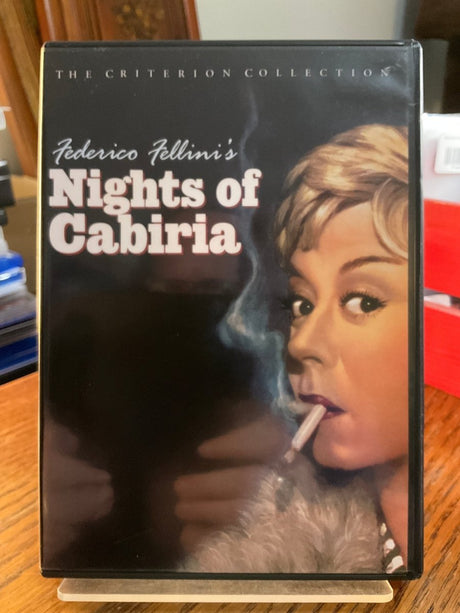 THE CRITERION COLLECTION
Federico Fellini's
Nights of
Cabiria